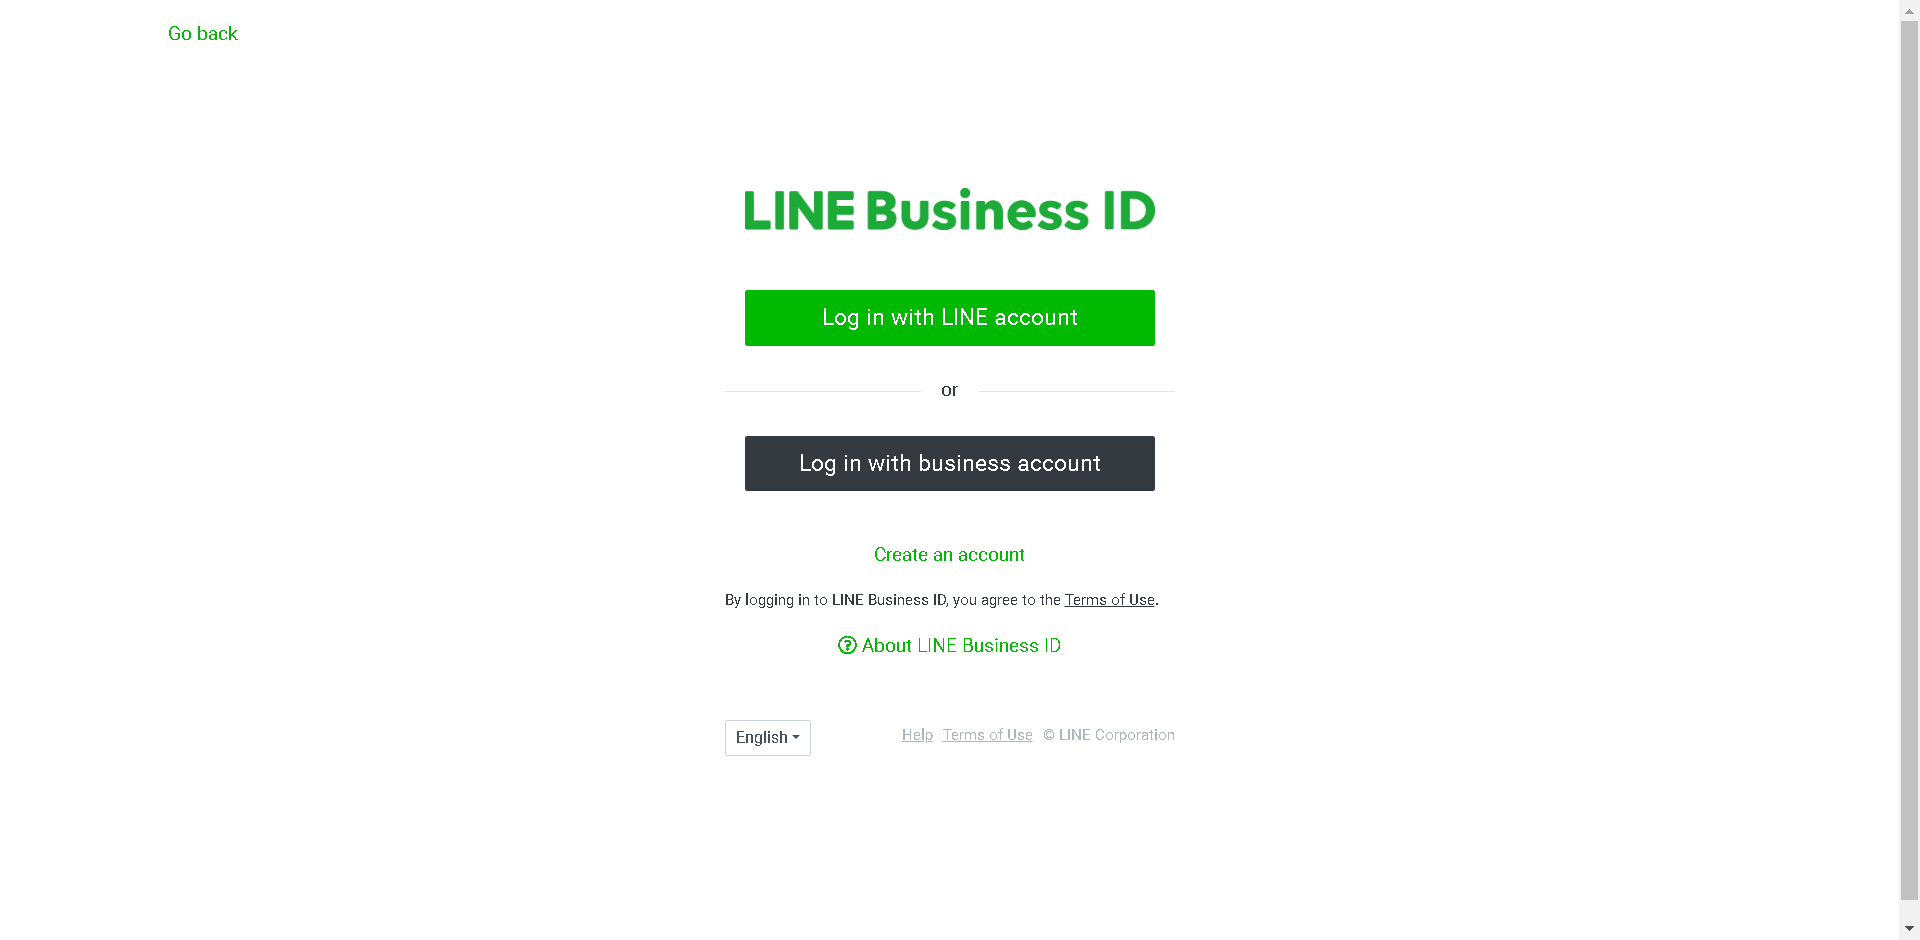 Go back
LINE Business ID
Log in with LINE account
or
Log in with business account
Create an account
By logging in to LINE Business ID, you agree to the Terms of Use.
About LINE Business ID
English
Help Terms of Use © LINE Corporation